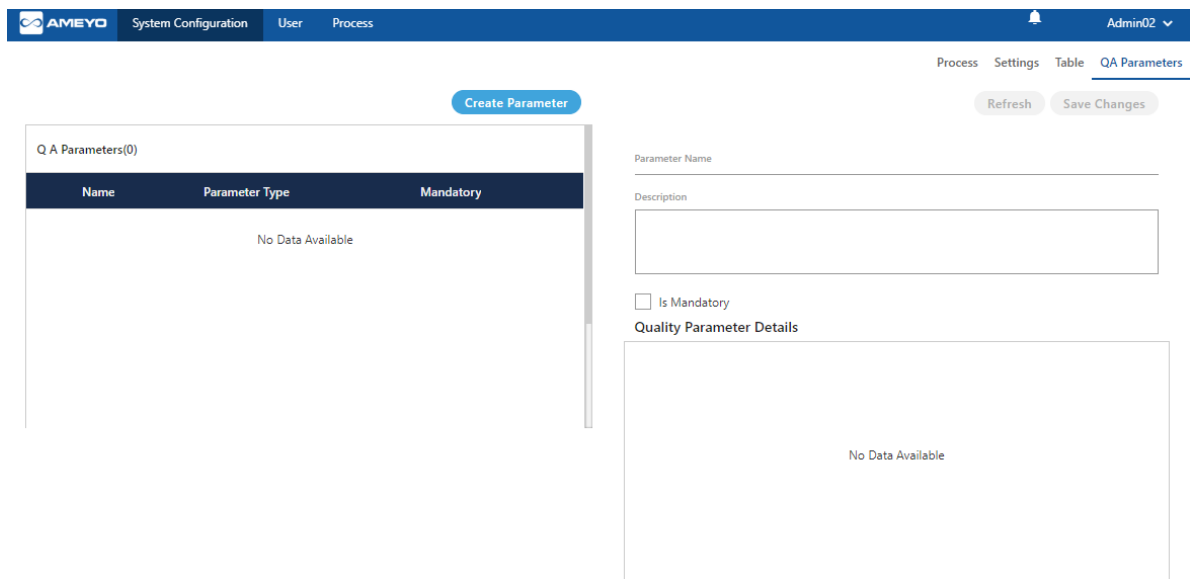 AMEYO System Configuration User Process Admin02
Process Settings Table QA Parameters
Create Parameter
Refresh Save Changes
Q A Parameters(0)
Name Parameter Type Mandatory
No Data Available
Parameter Name
Description
Is Mandatory
Quality Parameter Details
No Data Available